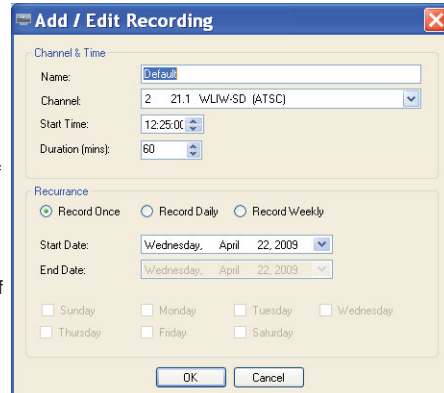 Add / Edit Recording
Channel & Time
Name: Default
Channel: 2 21.1 WLIW-SD (ATSC)
Start Time: 12:25:00
Duration (mins): 60
Recurrance
Record Once Record Daily Record Weekly
Start Date: Wednesday, April 22, 2009
End Date: Wednesday, April 22, 2009
Sunday Monday Tuesday Wednesday
Thursday Friday Saturday
OK Cancel